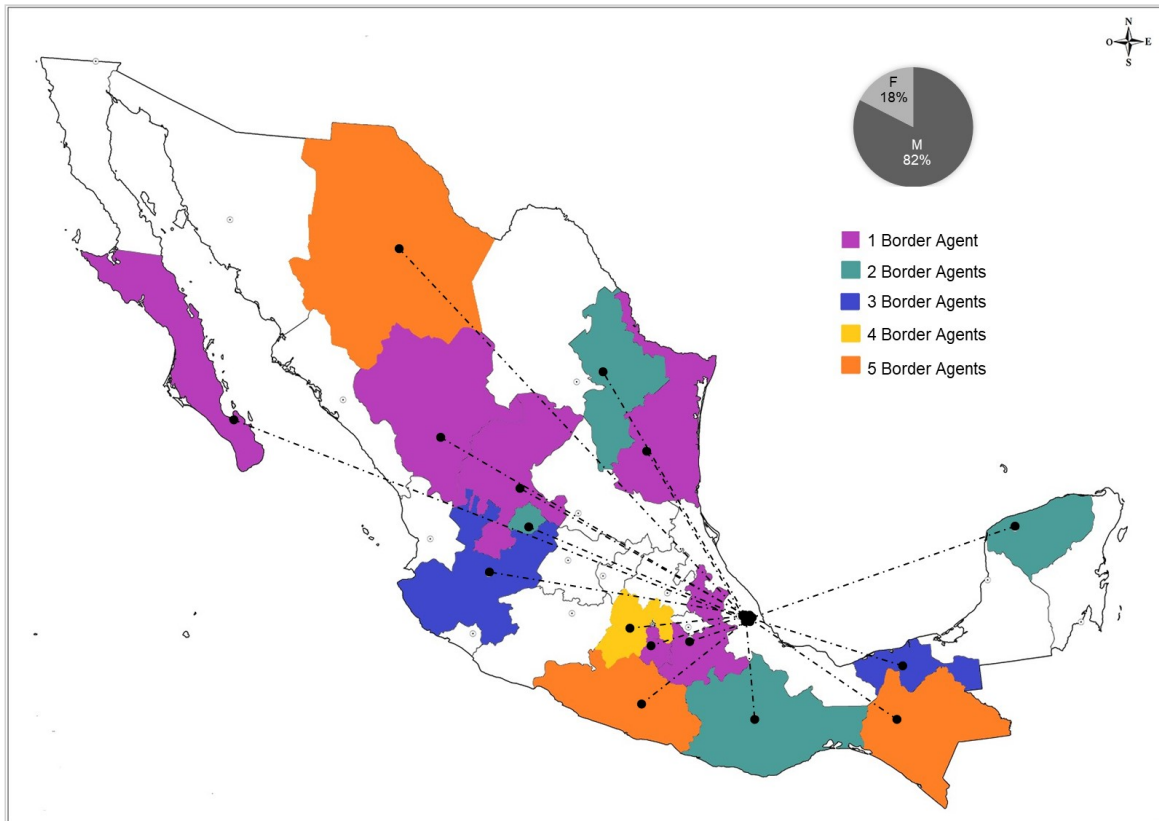 N
O E
S
F
18%
M
82%
1 Border Agent
2 Border Agents
3 Border Agents
4 Border Agents
5 Border Agents